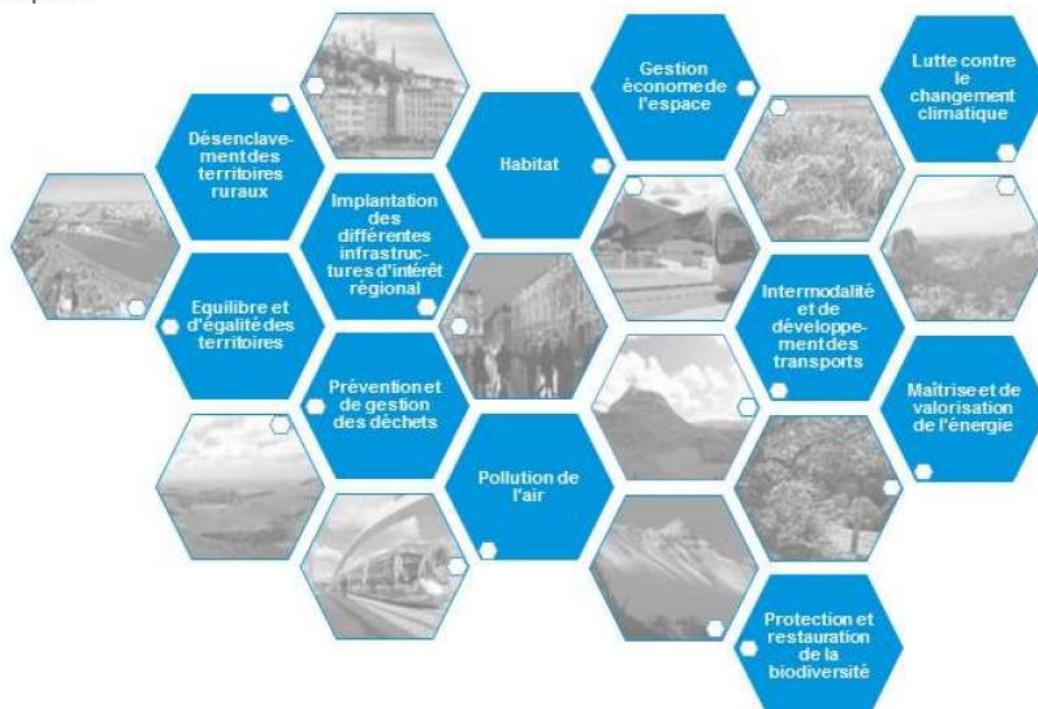 Désenclave-
ment des
territoires
ruraux
Equilibre et
d'égalité des
territoires
Implantation
des
différentes
infrastruc-
tures d'intérêt
régional
Prévention et
de gestion
des déchets
Habitat
Pollution de
l'air
Gestion
économe de
l'espace
Intermodalité
et de
développe-
ment des
transports
Protection et
restauration
de la
biodiversité
Lutte contre
le
changement
climatique
Maîtrise et de
valorisation
de l'énergie